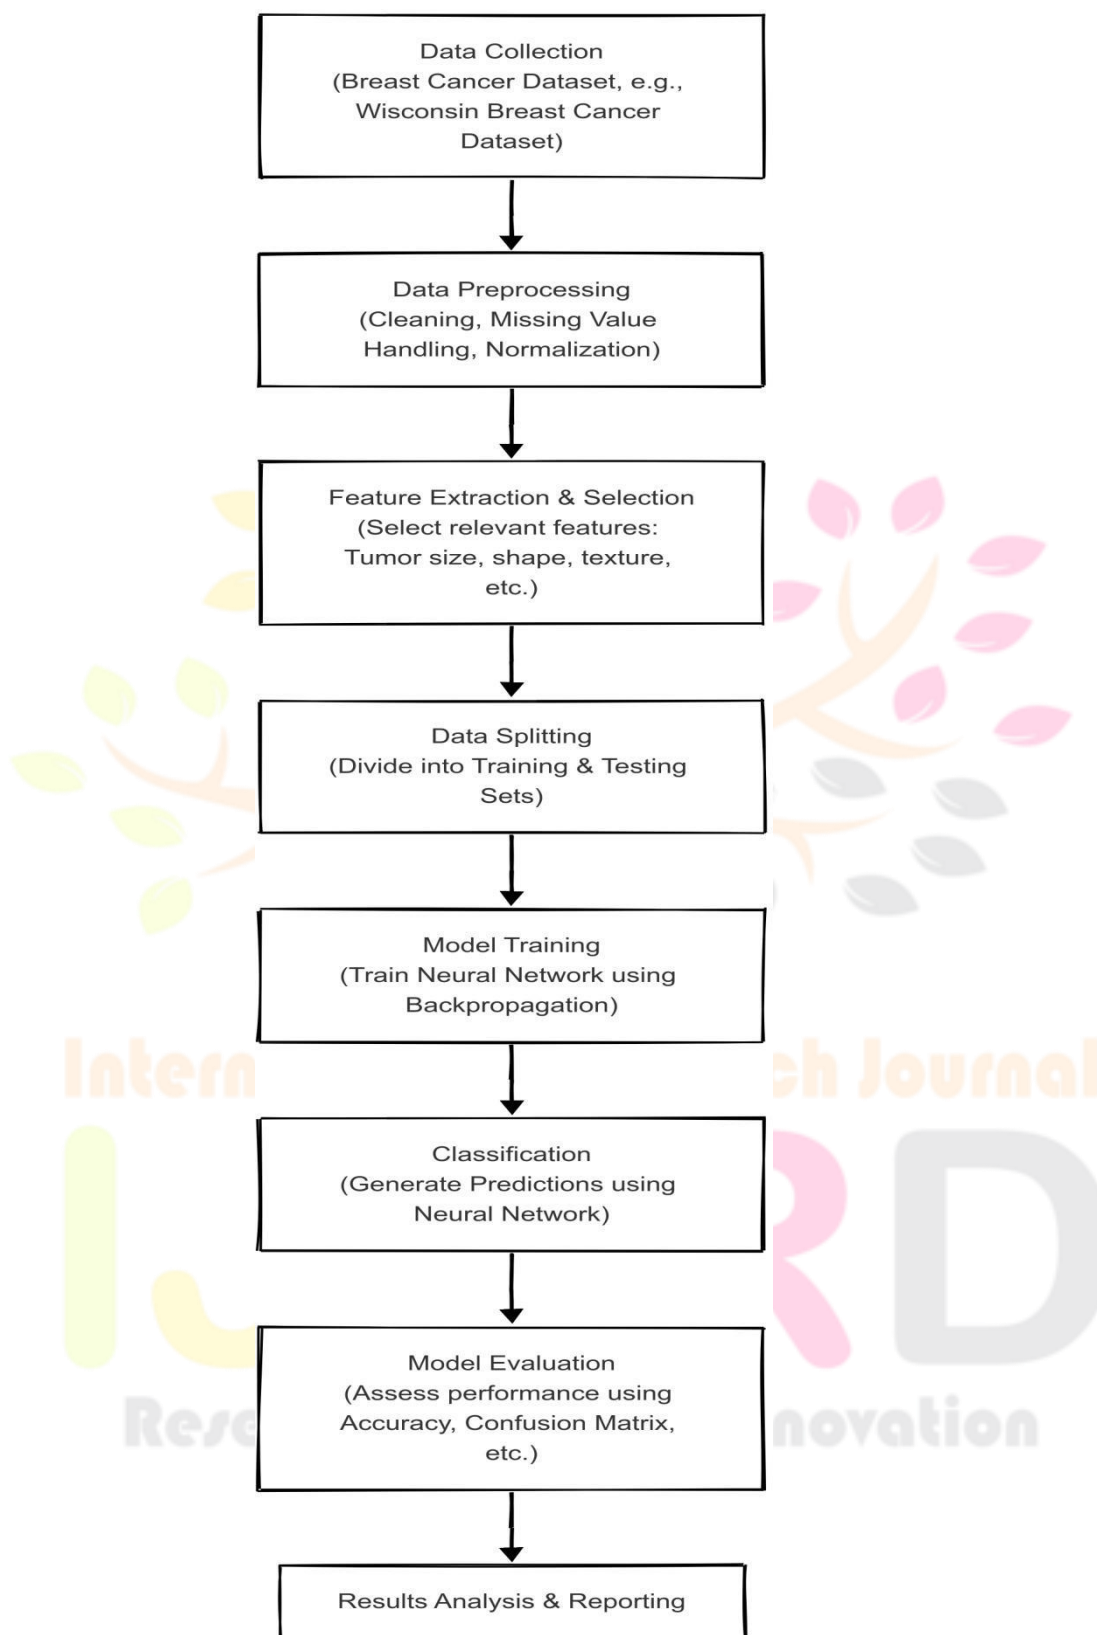 Data Collection
(Breast Cancer Dataset, e.g.,
Wisconsin Breast Cancer
Dataset)
Data Preprocessing
(Cleaning, Missing Value
Handling, Normalization)
Feature Extraction & Selection
(Select relevant features:
Tumor size, shape, texture,
etc.)
Data Splitting
(Divide into Training & Testing
Sets)
Model Training
(Train Neural Network using
Backpropagation)
Journal
Classification
(Generate Predictions using
Neural Network)
Model Evaluation
(Assess performance using
Accuracy, Confusion Matrix,
etc.)
Results Analysis & Reporting